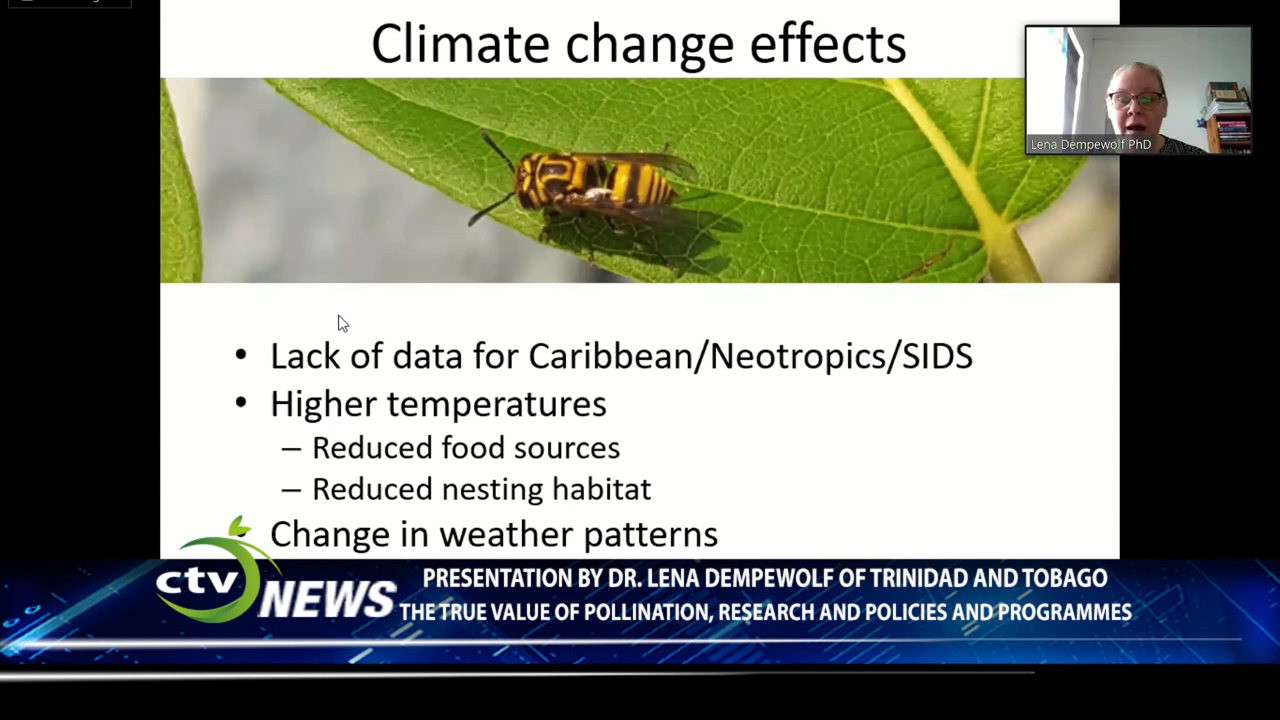 Climate change effects
Lena Dempewolf PhD
• Lack of data for Caribbean/Neotropics/SIDS
• Higher temperatures
– Reduced food sources
– Reduced nesting habitat
• Change in weather patterns
ctv NEWS
PRESENTATION BY DR. LENA DEMPEWOLF OF TRINIDAD AND TOBAGO
THE TRUE VALUE OF POLLINATION, RESEARCH AND POLICIES AND PROGRAMMES